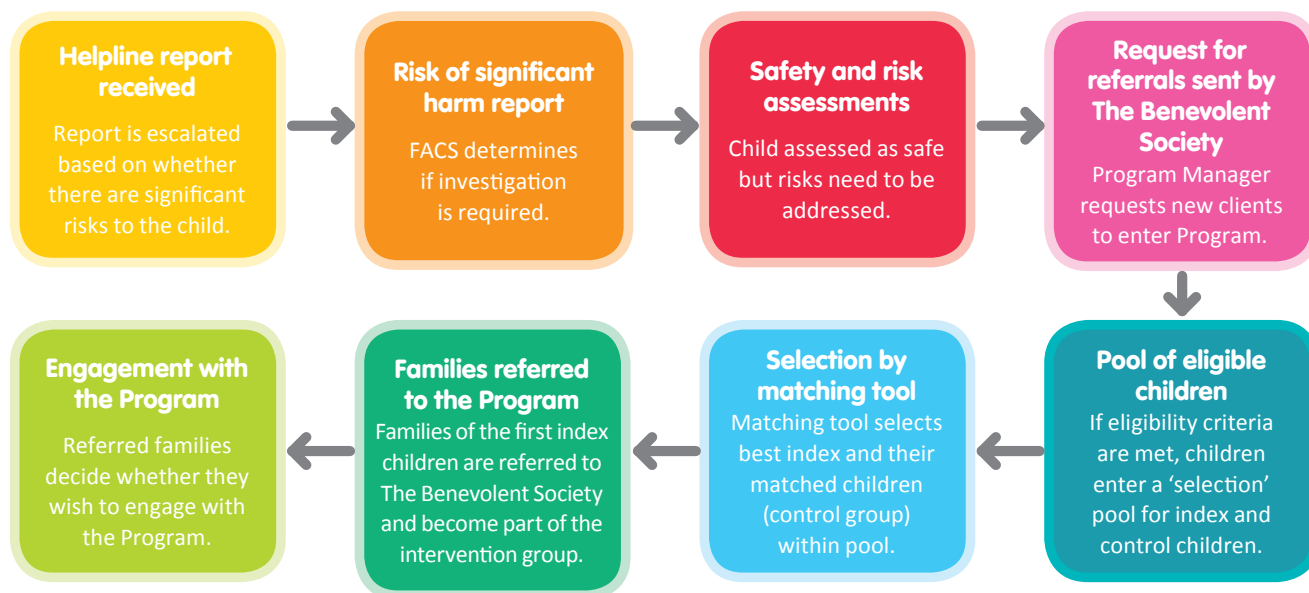 Helpline report
received
Report is escalated
based on whether
there are significant
risks to the child.
Risk of significant
harm report
FACS determines
if investigation
is required.
Safety and risk
assessments
Child assessed as safe
but risks need to be
addressed.
Request for
referrals sent by
The Benevolent
Society
Program Manager
requests new clients
to enter Program.
Pool of eligible
children
If eligibility criteria
are met, children
enter a ‘selection’
pool for index and
control children.
Selection by
matching tool
Matching tool selects
best index and their
matched children
(control group)
within pool.
Families referred
to the Program
Families of the first index
children are referred to
The Benevolent Society
and become part of the
intervention group.
Engagement with
the Program
Referred families
decide whether they
wish to engage with
the Program.